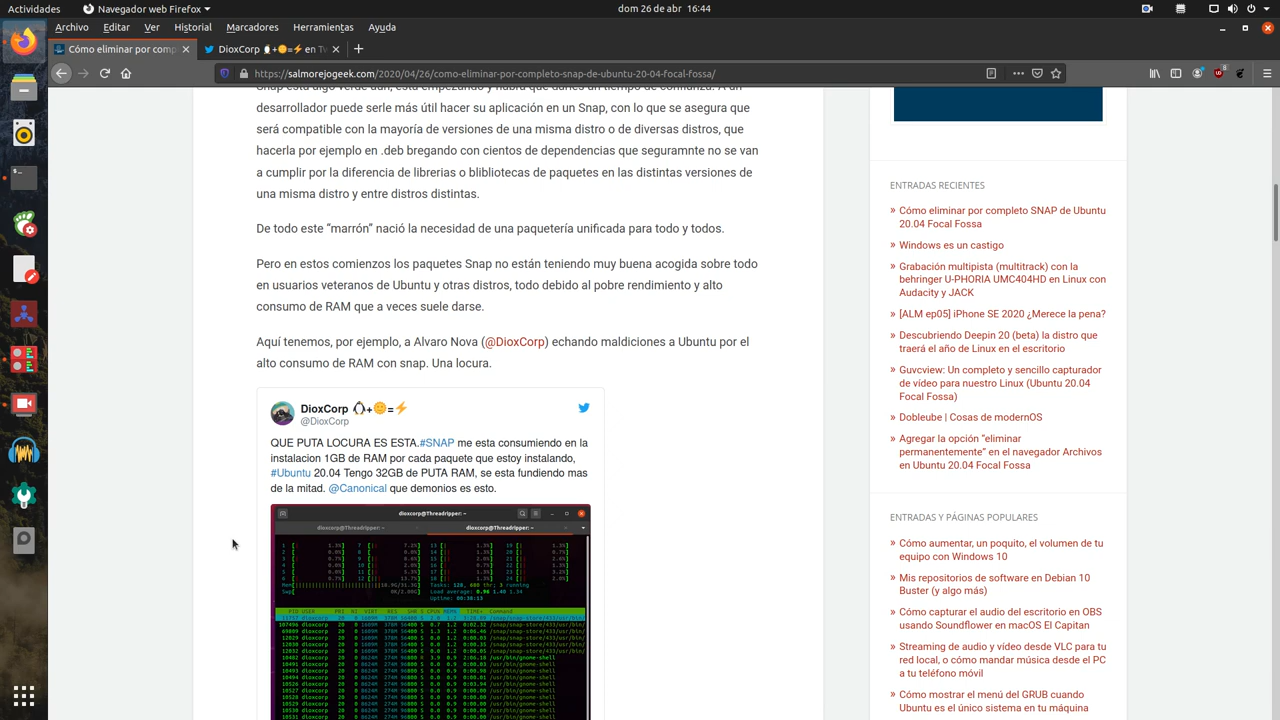 Actividades
Navegador web Firefox
dom 26 de abr  16:44
Archivo Editar Ver Historial Marcadores Herramientas Ayuda
Cómo eliminar por comp
DioxCorp 🐧+🙂=⚡ en Tw
https://salmorejogeek.com/2020/04/26/como-eliminar-por-completo-snap-de-ubuntu-20-04-focal-fossa/
desarrollador puede serle más útil hacer su aplicación en un Snap, con lo que se asegura que
será compatible con la mayoría de versiones de una misma distro o de diversas distros, que
hacerla por ejemplo en .deb bregando con cientos de dependencias que seguramnte no se van
a cumplir por la diferencia de librerias o blibliotecas de paquetes en las distintas versiones de
una misma distro y entre distros distintas.
De todo este “marrón” nació la necesidad de una paquetería unificada para todo y todos.
Pero en estos comienzos los paquetes Snap no están teniendo muy buena acogida sobre todo
en usuarios veteranos de Ubuntu y otras distros, todo debido al pobre rendimiento y alto
consumo de RAM que a veces suele darse.
Aquí tenemos, por ejemplo, a Alvaro Nova (@DioxCorp) echando maldiciones a Ubuntu por el
alto consumo de RAM con snap. Una locura.
DioxCorp 🐧+🙂=⚡
@DioxCorp
QUE PUTA LOCURA ES ESTA.#SNAP me esta consumiendo en la
instalacion 1GB de RAM por cada paquete que estoy instalando,
#Ubuntu 20.04 Tengo 32GB de PUTA RAM, se esta fundiendo mas
de la mitad. @Canonical que demonios es esto.
dioxcorp@Threadripper: ~
dioxcorp@Threadripper: ~
dioxcorp@Threadripper: ~
ENTRADAS RECIENTES
» Cómo eliminar por completo SNAP de Ubuntu
20.04 Focal Fossa
» Windows es un castigo
» Grabación multipista (multitrack) con la
behringer U-PHORIA UMC404HD en Linux con
Audacity y JACK
» [ALM ep05] iPhone SE 2020 ¿Merece la pena?
» Descubriendo Deepin 20 (beta) la distro que
traerá el año de Linux en el escritorio
» Guvcview: Un completo y sencillo capturador
de vídeo para nuestro Linux (Ubuntu 20.04
Focal Fossa)
» Dobleube | Cosas de modernOS
» Agregar la opción “eliminar
permanentemente” en el navegador Archivos
en Ubuntu 20.04 Focal Fossa
ENTRADAS Y PÁGINAS POPULARES
» Cómo aumentar, un poquito, el volumen de tu
equipo con Windows 10
» Mis repositorios de software en Debian 10
Buster (y algo más)
» Cómo capturar el audio del escritorio en OBS
usando Soundflower en macOS El Capitan
» Streaming de audio y vídeo desde VLC para tu
red local, o como mandar música desde el PC
a tu teléfono móvil
» Cómo mostrar el menú del GRUB cuando
Ubuntu es el único sistema en tu máquina